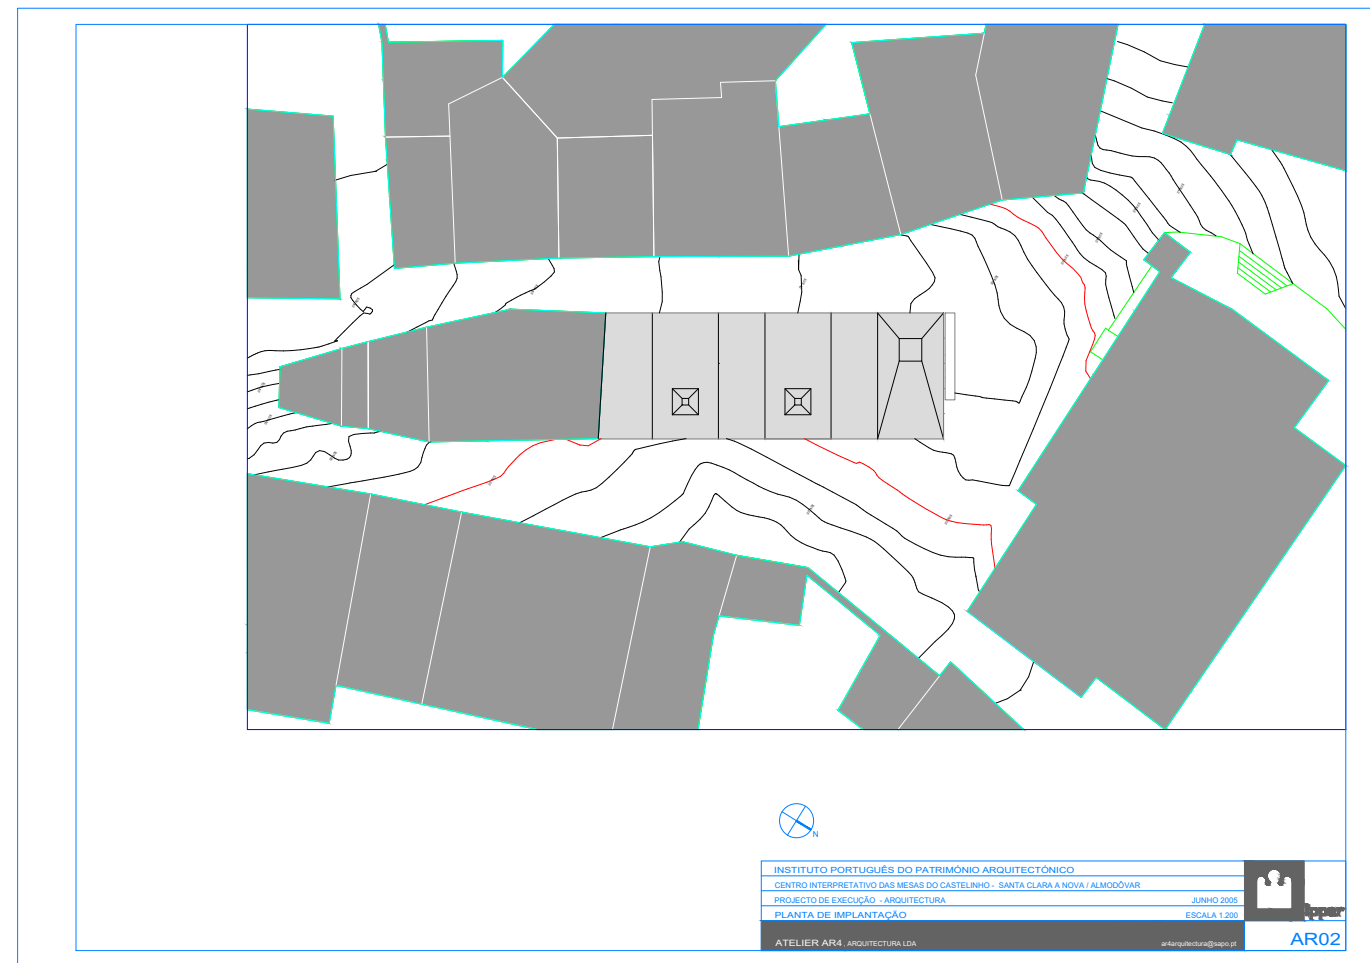 N
INSTITUTO PORTUGUÊS DO PATRIMÓNIO ARQUITECTÓNICO
CENTRO INTERPRETATIVO DAS MESAS DO CASTELINHO - SANTA CLARA A NOVA / ALMODÔVAR
PROJECTO DE EXECUÇÃO - ARQUITECTURA JUNHO 2005
PLANTA DE IMPLANTAÇÃO ESCALA 1.200
ippar
ATELIER AR4 . ARQUITECTURA LDA ar4arquitectura@sapo.pt AR02